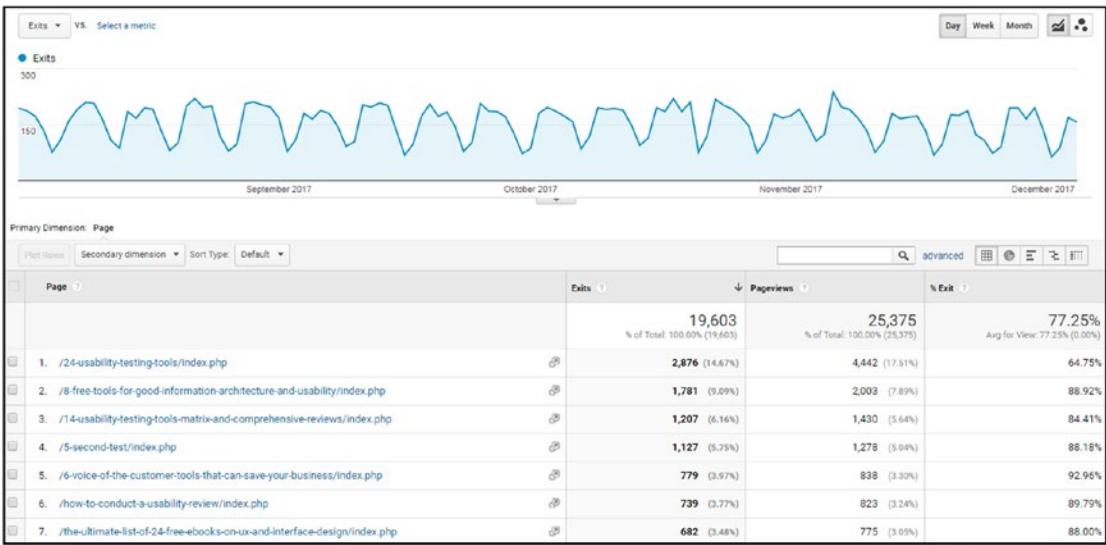 Exits VS. Select a metric Day Week Month
Exits
300
150
September 2017 October 2017 November 2017 December 2017
Primary Dimension: Page
Plot Rows Secondary dimension Sort Type: Default advanced
Page ? Exits ? Pageviews ? % Exit ?
19,603 25,375 77.25%
% of Total: 100.00% (19,603) % of Total: 100.00% (25,375) Avg for View: 77.25% (0.00%)
1. /24-usability-testing-tools/index.php 2,876 (14.67%) 4,442 (17.51%) 64.75%
2. /8-free-tools-for-good-information-architecture-and-usability/index.php 1,781 (9.09%) 2,003 (7.89%) 88.92%
3. /14-usability-testing-tools-matrix-and-comprehensive-reviews/index.php 1,207 (6.16%) 1,430 (5.64%) 84.41%
4. /5-second-test/index.php 1,127 (5.75%) 1,278 (5.04%) 88.18%
5. /6-voice-of-the-customer-tools-that-can-save-your-business/index.php 779 (3.97%) 838 (3.30%) 92.96%
6. /how-to-conduct-a-usability-review/index.php 739 (3.77%) 823 (3.24%) 89.79%
7. /the-ultimate-list-of-24-free-ebooks-on-ux-and-interface-design/index.php 682 (3.48%) 775 (3.05%) 88.00%